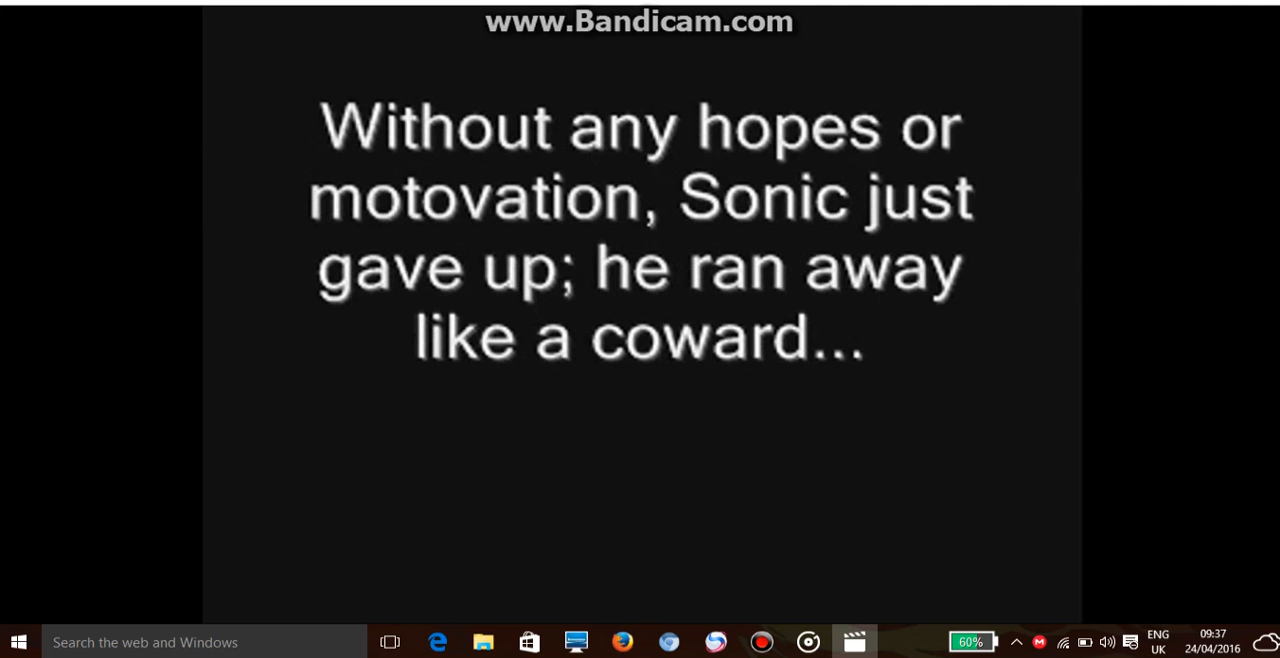 www.Bandicam.com
Without any hopes or
motovation, Sonic just
gave up; he ran away
like a coward...
Search the web and Windows
60%
ENG
UK
09:37
24/04/2016